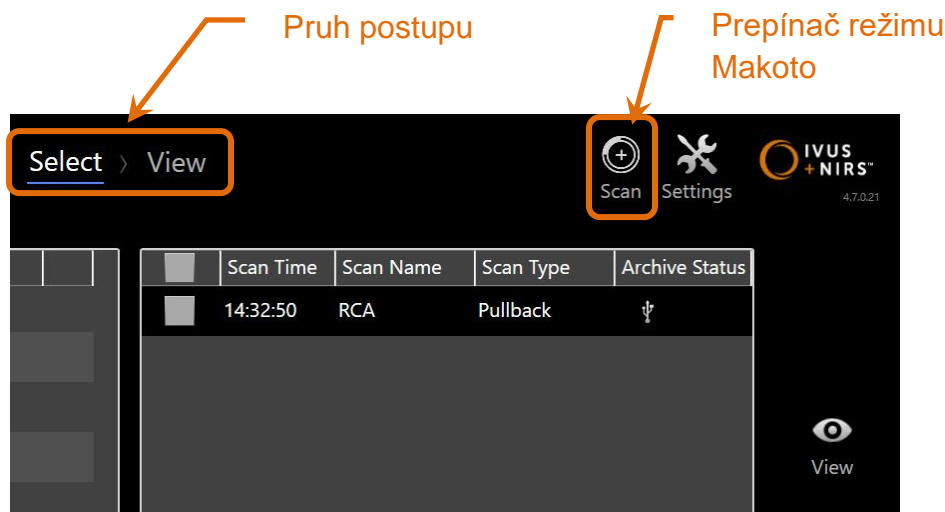 Pruh postupu
Prepínač režimu
Makoto
Select > View
Scan
Settings
IVUS
+NIRS™
4.7.0.21
Scan Time Scan Name Scan Type Archive Status
14:32:50 RCA Pullback
View